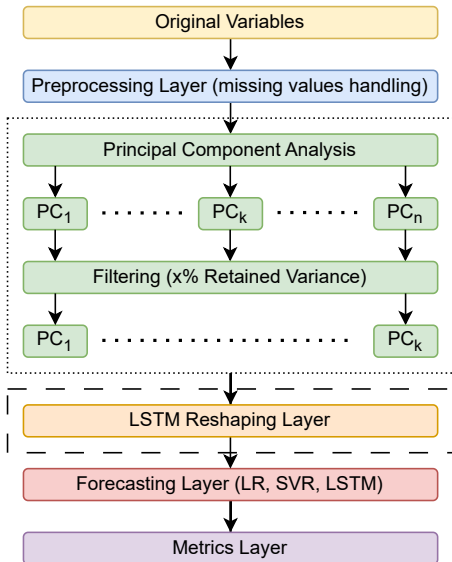 Original Variables
Preprocessing Layer (missing values handling)
Principal Component Analysis
PC₁ PCₖ PCₙ
Filtering (x% Retained Variance)
PC₁ PCₖ
LSTM Reshaping Layer
Forecasting Layer (LR, SVR, LSTM)
Metrics Layer